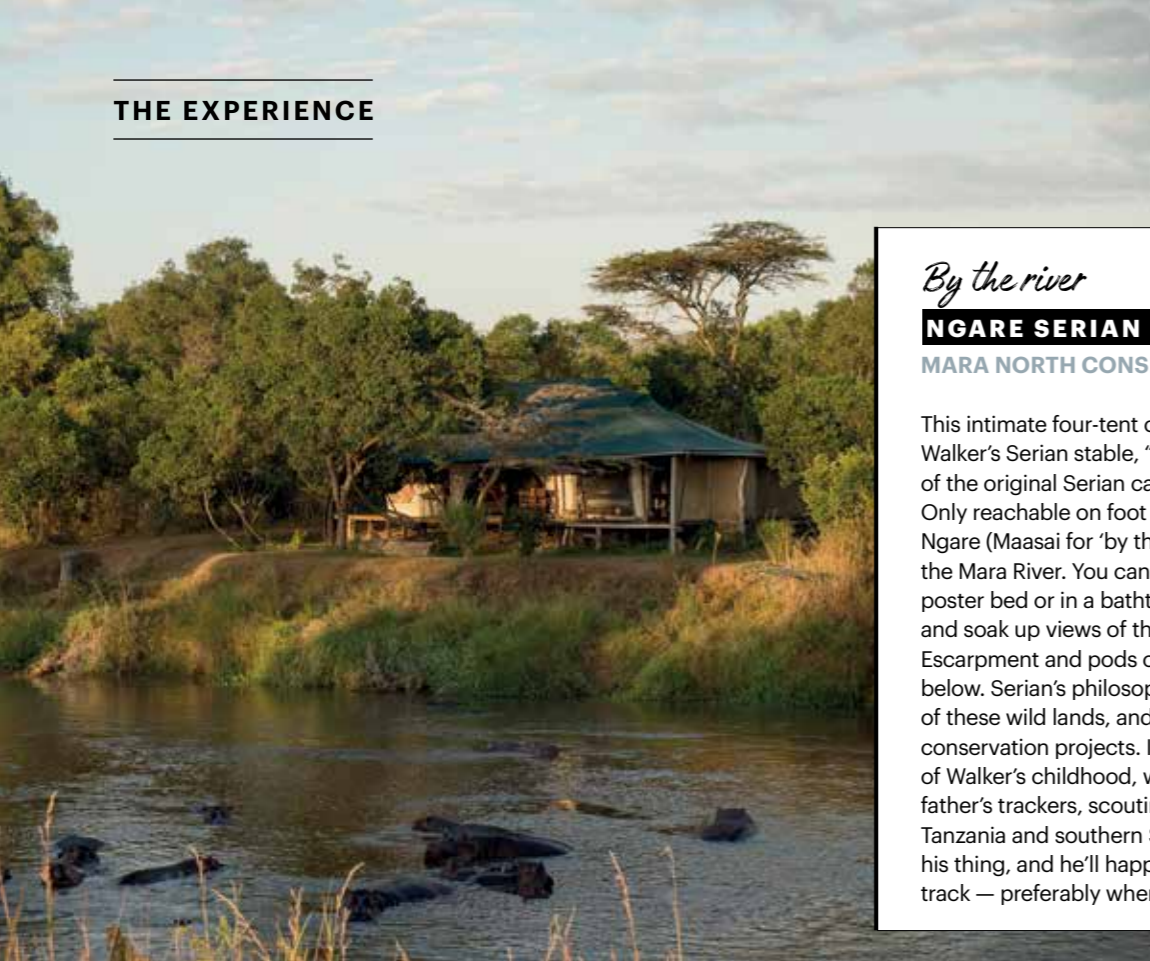 THE EXPERIENCE
By the river
NGARE SERIAN
MARA NORTH CONS
This intimate four-tent
Walker's Serian stable, “
of the original Serian ca
Only reachable on foot
Ngare (Maasai for ‘by th
the Mara River. You can
poster bed or in a batht
and soak up views of th
Escarpment and pods
below. Serian’s philosop
of these wild lands, and
conservation projects. I
of Walker’s childhood, w
father’s trackers, scouti
Tanzania and southern
his thing, and he’ll happ
track — preferably whe